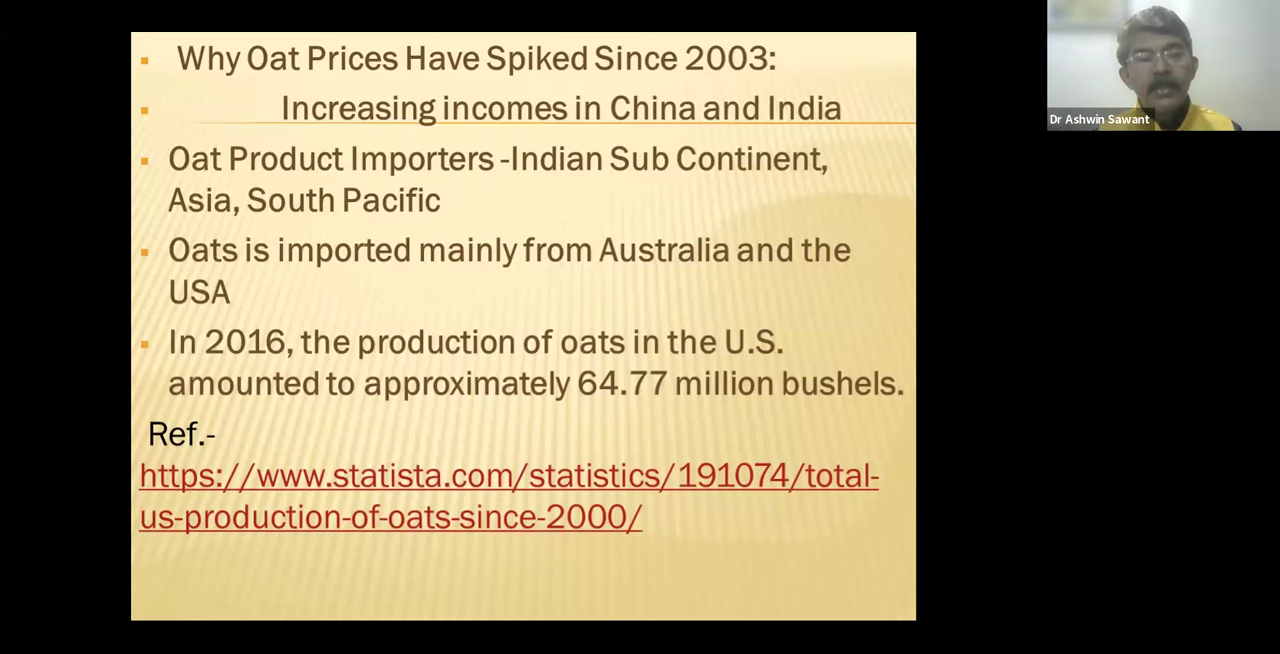 Why Oat Prices Have Spiked Since 2003:
Increasing incomes in China and India
Oat Product Importers -Indian Sub Continent,
Asia, South Pacific
Oats is imported mainly from Australia and the
USA
In 2016, the production of oats in the U.S.
amounted to approximately 64.77 million bushels.
Ref.-
https://www.statista.com/statistics/191074/total-
us-production-of-oats-since-2000/
Dr Ashwin Sawant